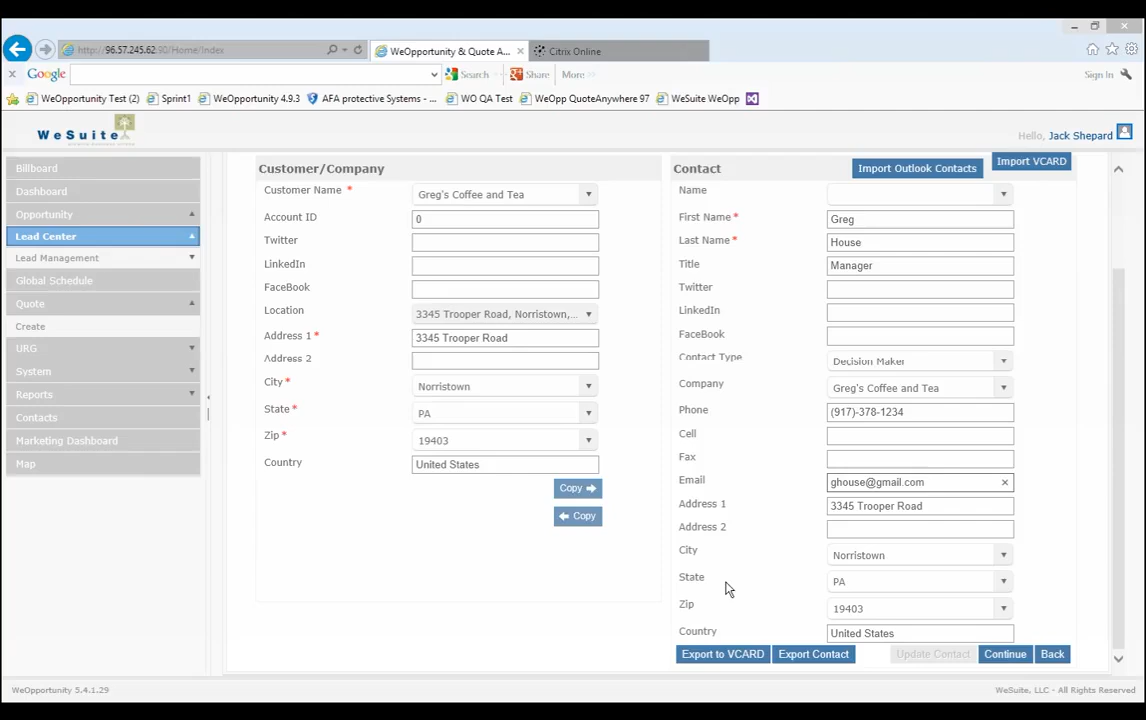 http://96.57.245.62:90/Home/Index
WeOpportunity & Quote A...
Citrix Online
Google
Search
Share
More >>
Sign In
WeOpportunity Test (2)
Sprint1
WeOpportunity 4.9.3
AFA protective Systems - ...
WO QA Test
WeOpp QuoteAnywhere 97
WeSuite WeOpp
WeSuite
Hello, Jack Shepard
Billboard
Dashboard
Opportunity
Lead Center
Lead Management
Global Schedule
Quote
Create
URG
System
Reports
Contacts
Marketing Dashboard
Map
Customer/Company
Customer Name * Greg's Coffee and Tea
Account ID 0
Twitter
LinkedIn
FaceBook
Location 3345 Trooper Road, Norristown,...
Address 1 * 3345 Trooper Road
Address 2
City * Norristown
State * PA
Zip * 19403
Country United States
Copy
Copy
Contact
Import Outlook Contacts
Import VCARD
Name
First Name * Greg
Last Name * House
Title Manager
Twitter
LinkedIn
FaceBook
Contact Type Decision Maker
Company Greg's Coffee and Tea
Phone (917)-378-1234
Cell
Fax
Email ghouse@gmail.com
Address 1 3345 Trooper Road
Address 2
City Norristown
State PA
Zip 19403
Country United States
Export to VCARD
Export Contact
Update Contact
Continue
Back
WeOpportunity 5.4.1.29
WeSuite, LLC - All Rights Reserved